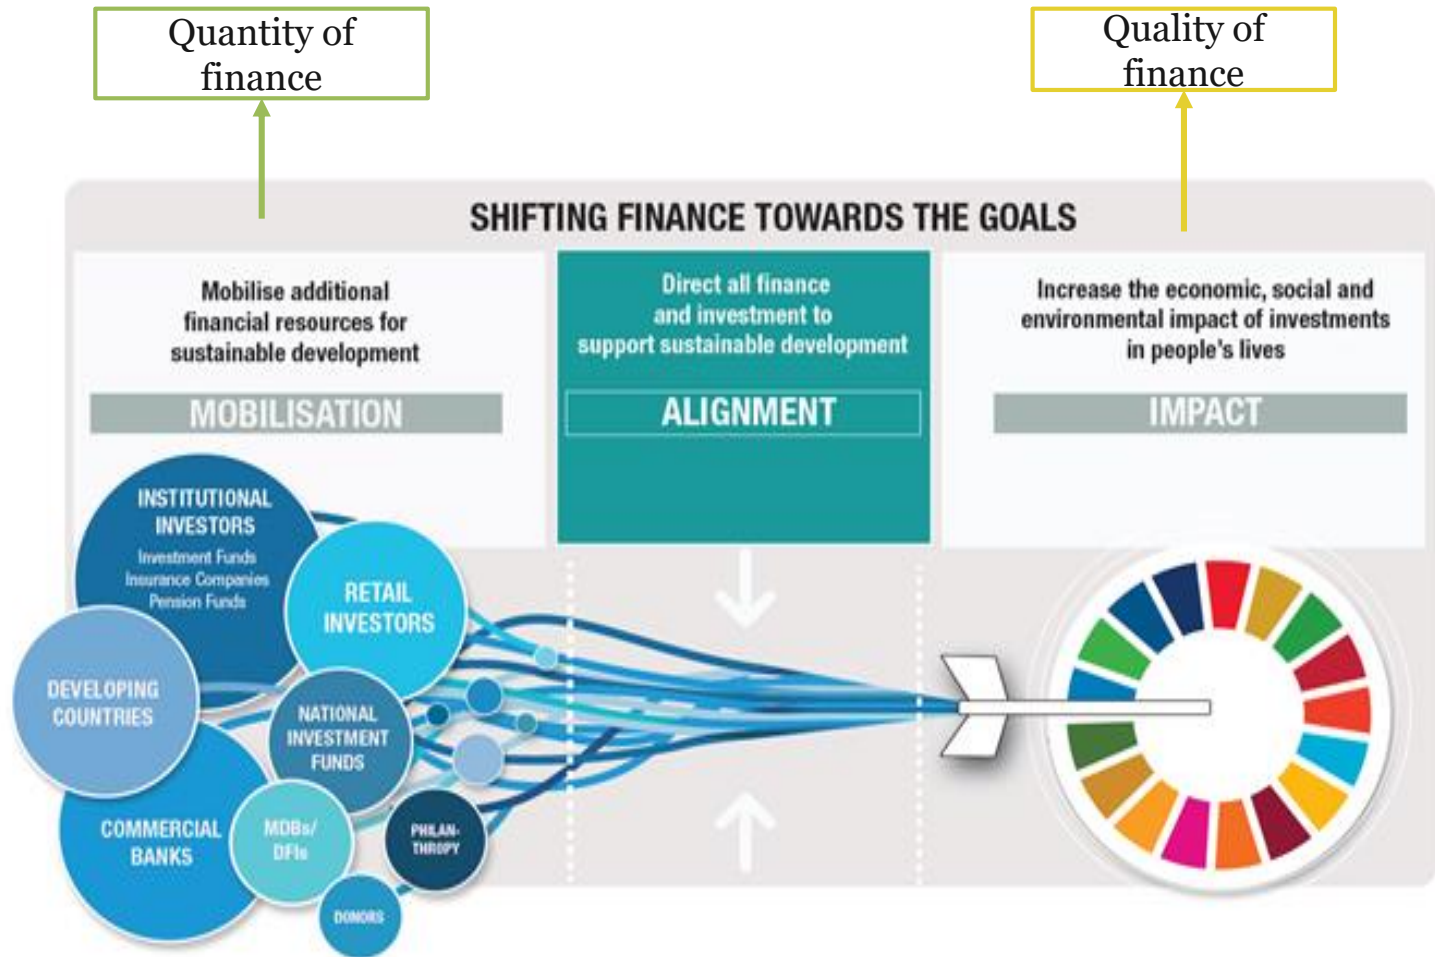 Quantity of
finance
Quality of
finance
SHIFTING FINANCE TOWARDS THE GOALS
Mobilise additional
financial resources for
sustainable development
MOBILISATION
Direct all finance
and investment to
support sustainable development
ALIGNMENT
Increase the economic, social and
environmental impact of investments
in people's lives
IMPACT
INSTITUTIONAL
INVESTORS
Investment Funds
Insurance Companies
Pension Funds
RETAIL
INVESTORS
DEVELOPING
COUNTRIES
NATIONAL
INVESTMENT
FUNDS
COMMERCIAL
BANKS
MDBs/
DFIs
PHILAN-
THROPY
DONORS